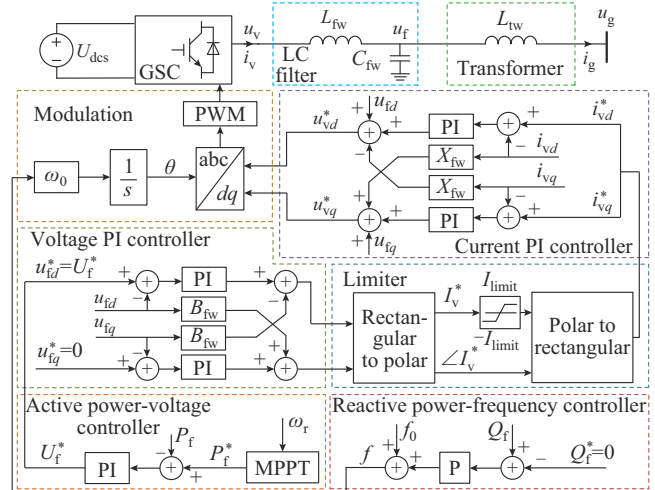 L_fw
u_v
i_v
u_f
L_tw
u_g
U_dcs
GSC
LC
filter
C_fw
Transformer
i_g
Modulation
PWM
u_fd
u*_vd
+
+
PI
+
i*_vd
abc
−
X_fw
−
i_vd
ω_0
1/s
θ
dq
+
X_fw
−
i_vq
u*_vq
+
PI
+
i*_vq
+
u_fq
Current PI controller
Voltage PI controller
u*_fd=U*_f
+
PI
+
−
Limiter
u_fd
−
B_fw
Rectan-
gular
to polar
I*_v
I_limit
−I_limit
Polar to
rectangular
u_fq
−
B_fw
+
u*_fq=0
+
PI
+
∠I*_v
Active power-voltage
controller
ω_r
Reactive power-frequency controller
U*_f
PI
P_f
−
+
P*_f
MPPT
f
f_0
+
+
P
Q_f
+
−
Q*_f=0